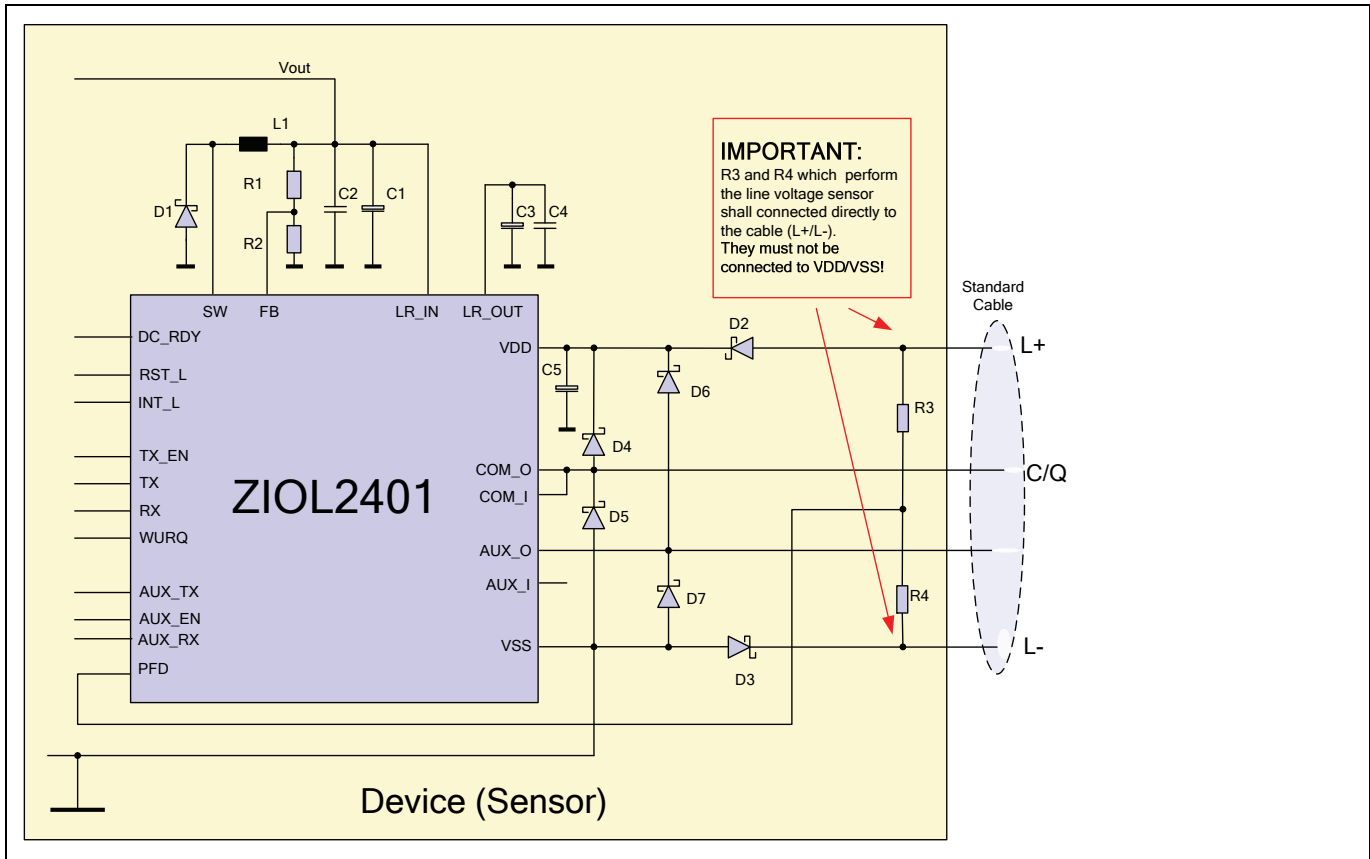 Vout
L1
R1
C2
C1
D1
R2
C3
C4
IMPORTANT:
R3 and R4 which perform
the line voltage sensor
shall connected directly to
the cable (L+/L-).
They must not be
connected to VDD/VSS!
Standard
Cable
SW
FB
LR_IN
LR_OUT
D2
DC_RDY
VDD
L+
RST_L
C5
D6
INT_L
R3
D4
TX_EN
COM_O
C/Q
TX
ZIOL2401
COM_I
RX
D5
WURQ
AUX_O
AUX_I
AUX_TX
D7
R4
AUX_EN
AUX_RX
VSS
L-
PFD
D3
Device (Sensor)